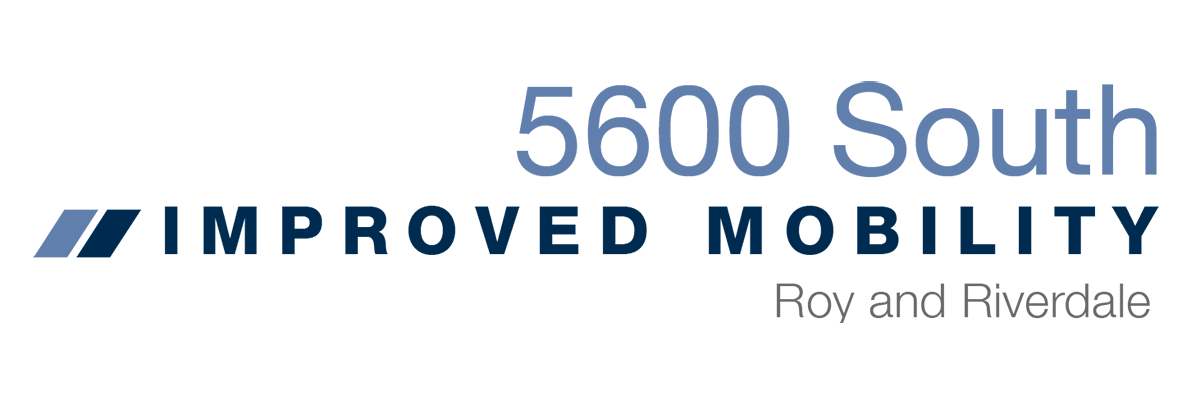 5600 South
IMPROVED MOBILITY
Roy and Riverdale